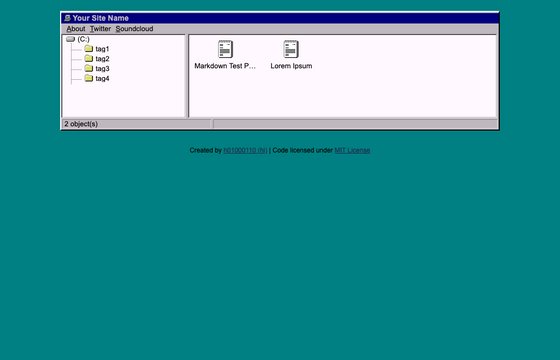 Your Site Name
About Twitter Soundcloud
(C:)
tag1
tag2
tag3
tag4
Markdown Test P...
Lorem Ipsum
2 object(s)
Created by h01000110 (hi) | Code licensed under MIT License